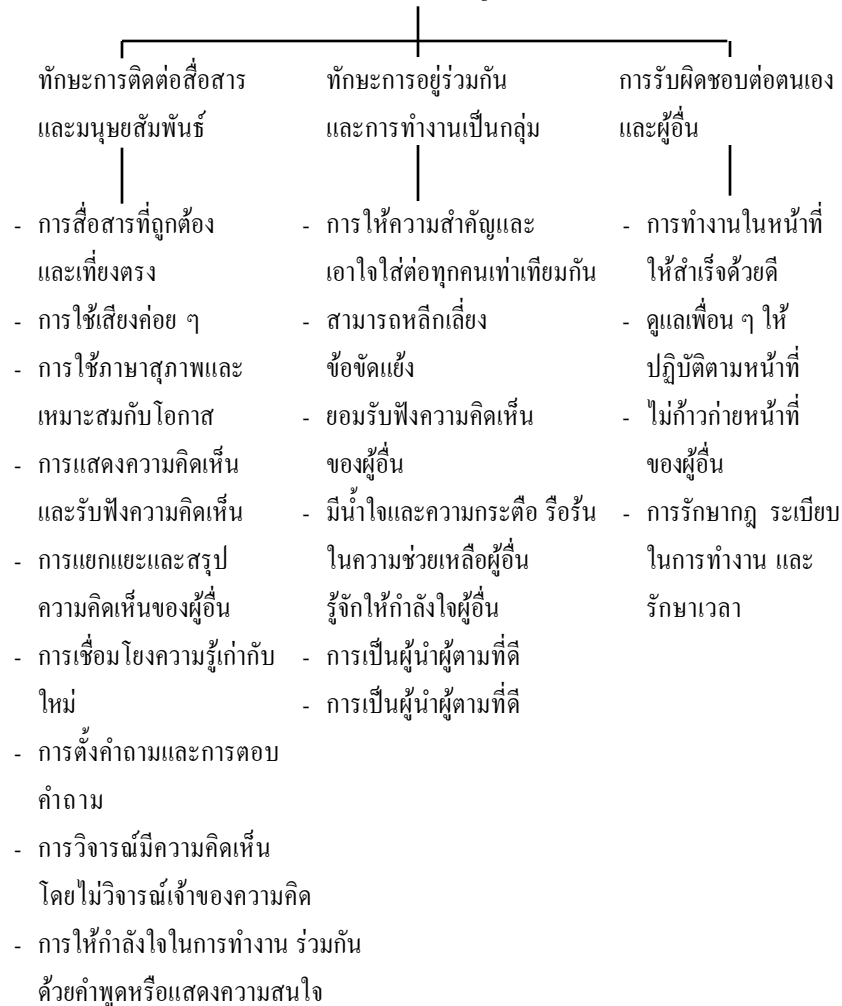 ทักษะการติดต่อสื่อสาร
และมนุษยสัมพันธ์
- การสื่อสารที่ถูกต้อง
และเที่ยงตรง
- การใช้เสียงค่อย ๆ
- การใช้ภาษาสุภาพและ
เหมาะสมกับโอกาส
- การแสดงความคิดเห็น
และรับฟังความคิดเห็น
- การแยกแยะและสรุป
ความคิดเห็นของผู้อื่น
- การเชื่อมโยงความรู้เก่ากับ
ใหม่
- การตั้งคำถามและการตอบ
คำถาม
- การวิจารณ์มีความคิดเห็น
โดยไม่วิจารณ์เจ้าของความคิด
- การให้กำลังใจในการทำงาน ร่วมกัน
ด้วยคำพูดหรือแสดงความสนใจ
ทักษะการอยู่ร่วมกัน
และการทำงานเป็นกลุ่ม
- การให้ความสำคัญและ
เอาใจใส่ต่อทุกคนเท่าเทียมกัน
- สามารถหลีกเลี่ยง
ข้อขัดแย้ง
- ยอมรับฟังความคิดเห็น
ของผู้อื่น
- มีน้ำใจและความกระตือ รือร้น
ในความช่วยเหลือผู้อื่น
รู้จักให้กำลังใจผู้อื่น
- การเป็นผู้นำผู้ตามที่ดี
- การเป็นผู้นำผู้ตามที่ดี
การรับผิดชอบต่อตนเอง
และผู้อื่น
- การทำงานในหน้าที่
ให้สำเร็จด้วยดี
- ดูแลเพื่อน ๆ ให้
ปฏิบัติตามหน้าที่
- ไม่ก้าวก่ายหน้าที่
ของผู้อื่น
- การรักษากฎ ระเบียบ
ในการทำงาน และ
รักษาเวลา